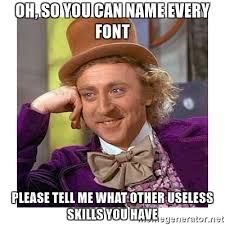 OH, SO YOU CAN NAME EVERY
FONT
PLEASE TELL ME WHAT OTHER USELESS
SKILLS YOU HAVE
memegenerator.net